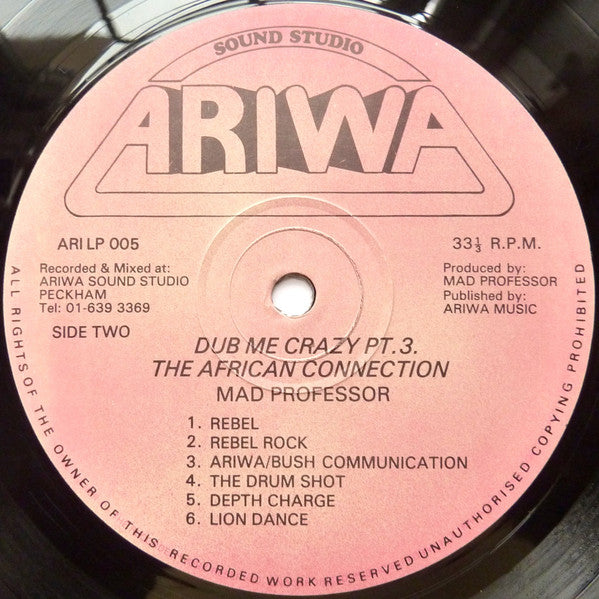 SOUND STUDIO
ARIWA
ARI LP 005
33⅓ R.P.M.
Recorded & Mixed at:
ARIWA SOUND STUDIO
PECKHAM
Tel: 01-639 3369
Produced by:
MAD PROFESSOR
Published by:
ARIWA MUSIC
SIDE TWO
DUB ME CRAZY PT.3.
THE AFRICAN CONNECTION
MAD PROFESSOR
1. REBEL
2. REBEL ROCK
3. ARIWA/BUSH COMMUNICATION
4. THE DRUM SHOT
5. DEPTH CHARGE
6. LION DANCE
ALL RIGHTS OF THE OWNER OF THIS RECORDED WORK RESERVED UNAUTHORISED COPYING PROHIBITED